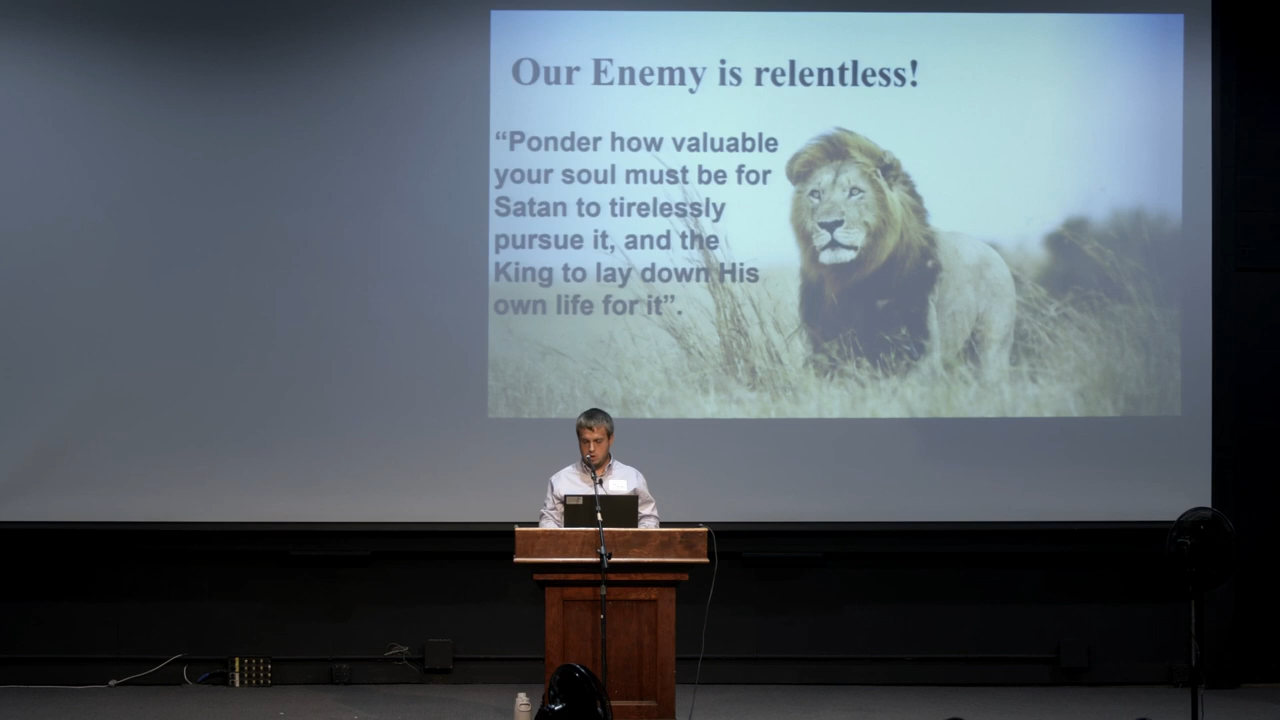 Our Enemy is relentless!
“Ponder how valuable
your soul must be for
Satan to tirelessly
pursue it, and the
King to lay down His
own life for it”.